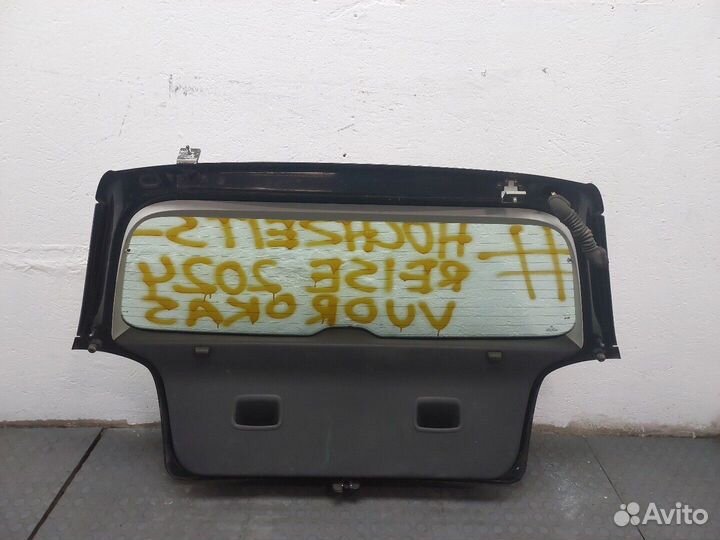 #HOCHZEITS-
REISE 2024
VUOROKAS
Avito